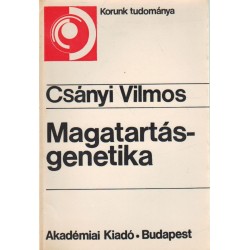 Korunk tudománya
Csányi Vilmos
Magatartás-
genetika
Akadémiai Kiadó • Budapest